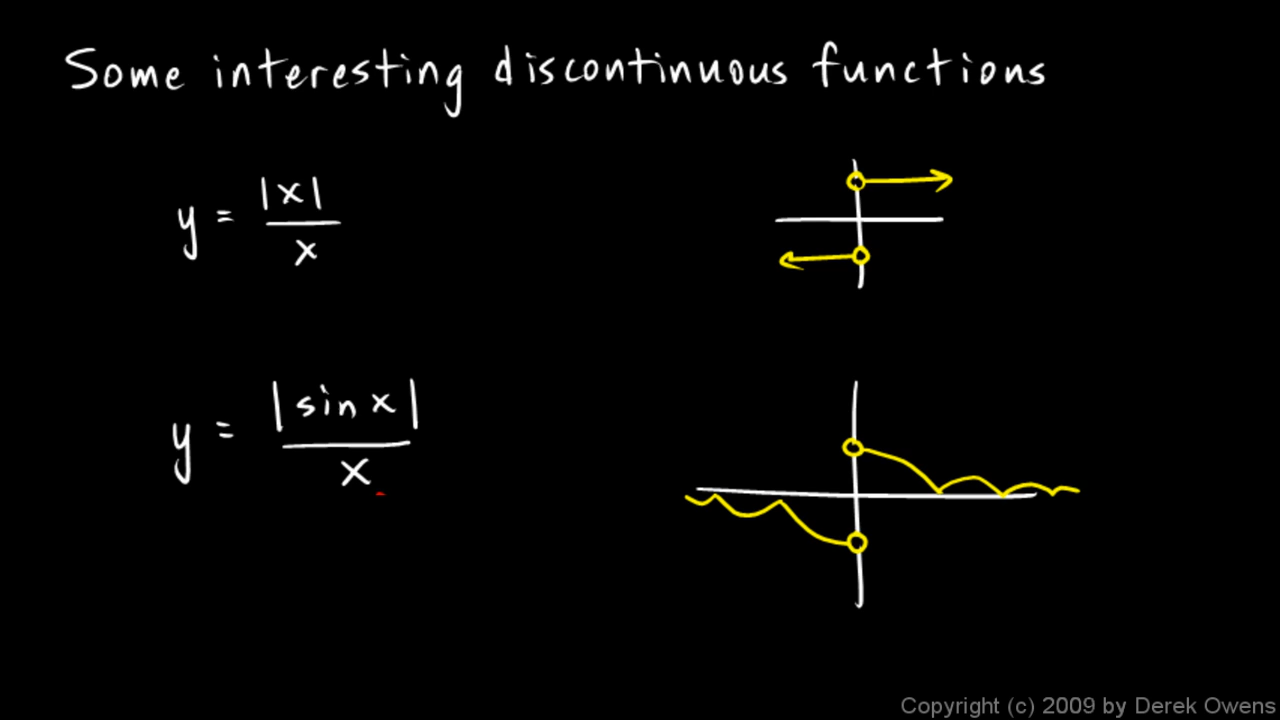 Some interesting discontinuous functions
y = |x|
x
y = |sin x|
x
Copyright (c) 2009 by Derek Owens